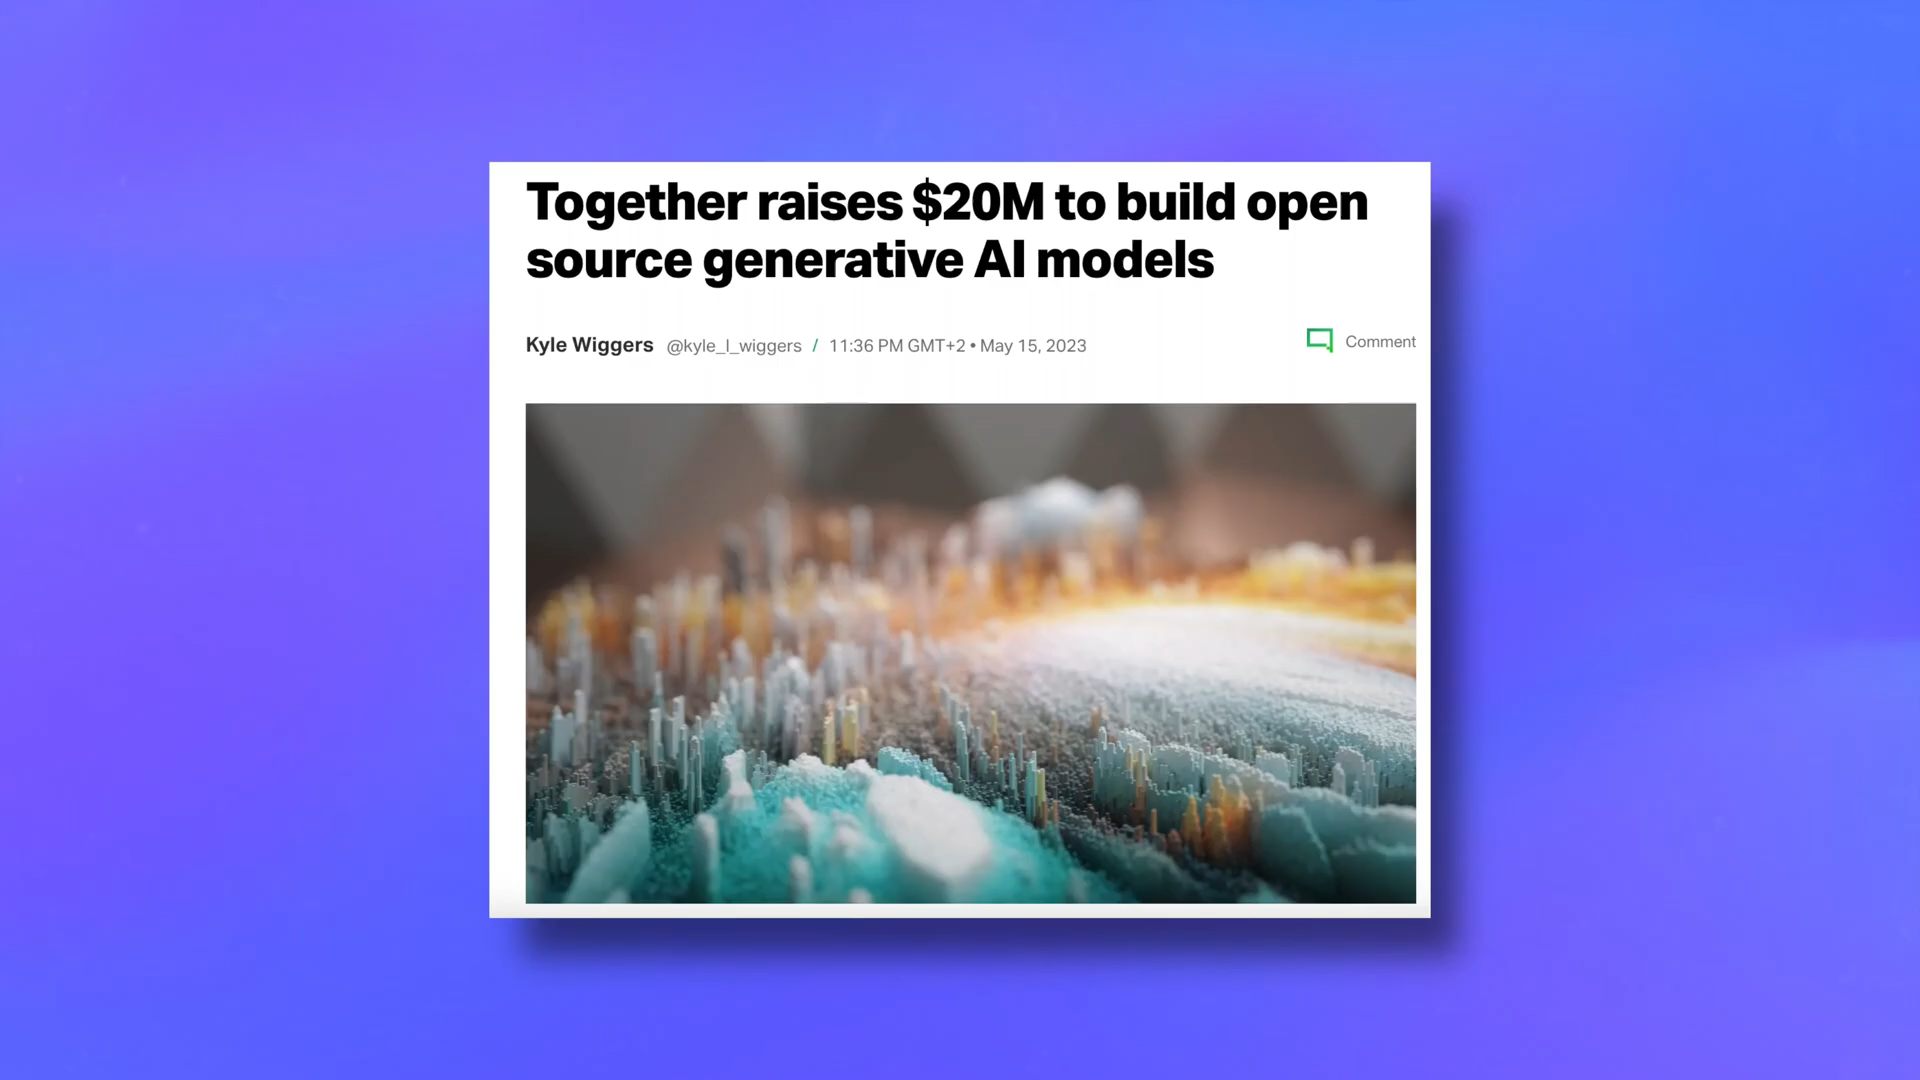 Together raises $20M to build open
source generative AI models
Kyle Wiggers @kyle_l_wiggers / 11:36 PM GMT+2 • May 15, 2023
Comment